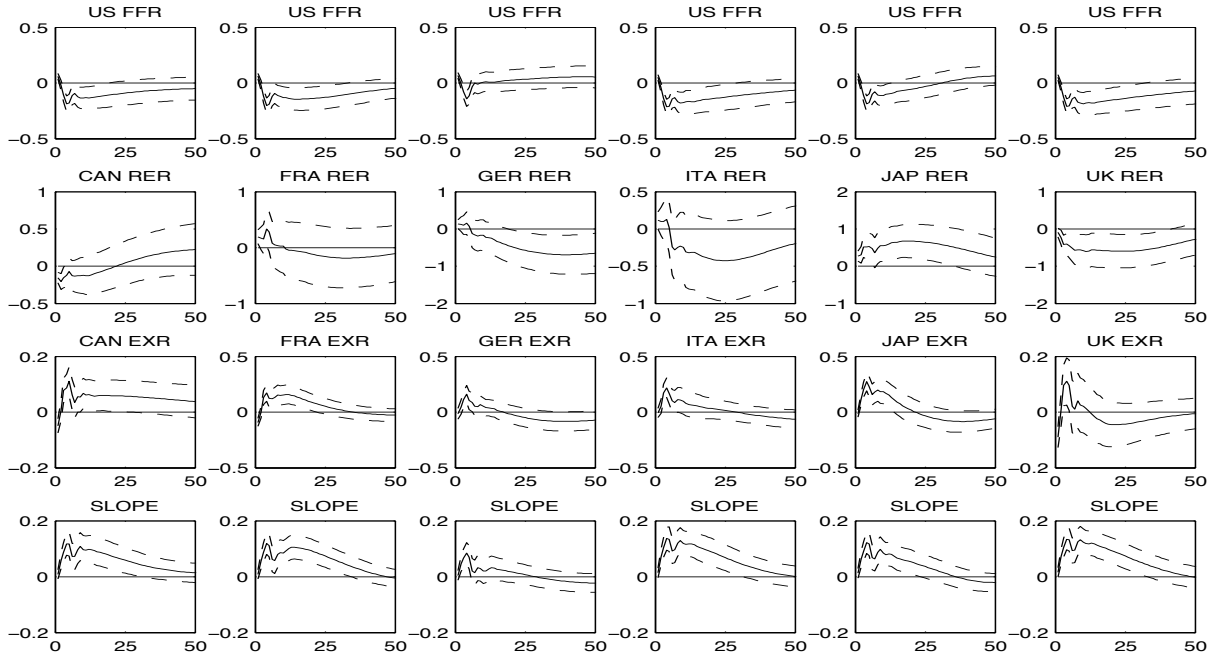 US FFR US FFR US FFR US FFR US FFR US FFR
0.5 0.5 0.5 0.5 0.5 0.5
0 0 0 0 0 0
−0.5 −0.5 −0.5 −0.5 −0.5 −0.5
0 25 50 0 25 50 0 25 50 0 25 50 0 25 50 0 25 50
CAN RER FRA RER GER RER ITA RER JAP RER UK RER
1 1 1 0.5 2 1
0.5 0 0 1 0
0
0 −1 −0.5 0 −1
−0.5 −1 −2 −1 −1 −2
0 25 50 0 25 50 0 25 50 0 25 50 0 25 50 0 25 50
CAN EXR FRA EXR GER EXR ITA EXR JAP EXR UK EXR
0.2 0.5 0.5 0.5 0.5 0.2
0 0 0 0 0 0
−0.2 −0.5 −0.5 −0.5 −0.5 −0.2
0 25 50 0 25 50 0 25 50 0 25 50 0 25 50 0 25 50
SLOPE SLOPE SLOPE SLOPE SLOPE SLOPE
0.2 0.2 0.2 0.2 0.2 0.2
0 0 0 0 0 0
−0.2 −0.2 −0.2 −0.2 −0.2 −0.2
0 25 50 0 25 50 0 25 50 0 25 50 0 25 50 0 25 50